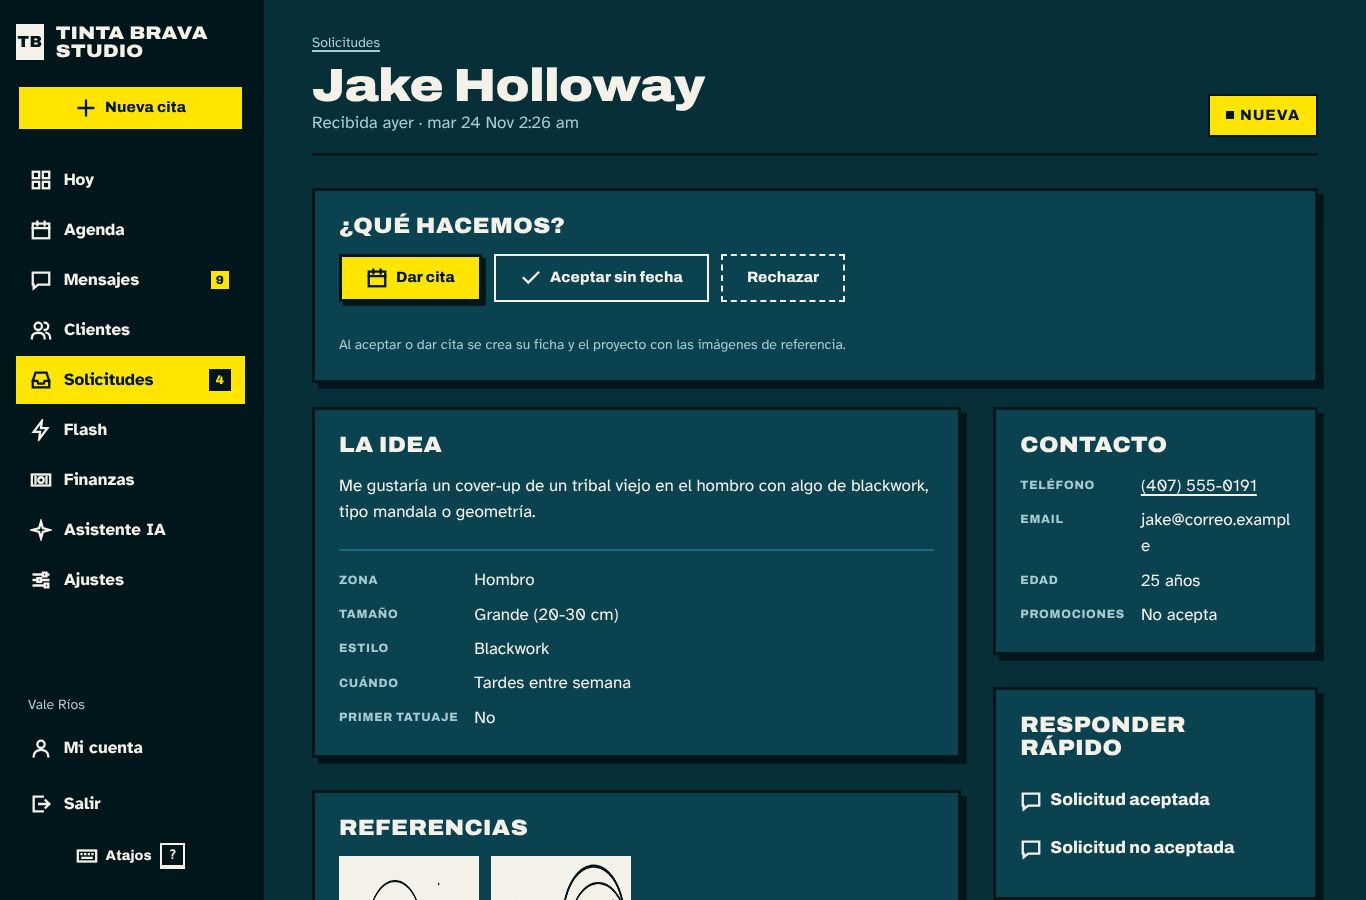 TB
TINTA BRAVA
STUDIO
Nueva cita
Hoy
Agenda
Mensajes 9
Clientes
Solicitudes 4
Flash
Finanzas
Asistente IA
Ajustes
Vale Ríos
Mi cuenta
Salir
Atajos ?
Solicitudes
Jake Holloway
Recibida ayer · mar 24 Nov 2:26 am
NUEVA
¿QUÉ HACEMOS?
Dar cita
Aceptar sin fecha
Rechazar
Al aceptar o dar cita se crea su ficha y el proyecto con las imágenes de referencia.
LA IDEA
Me gustaría un cover-up de un tribal viejo en el hombro con algo de blackwork,
tipo mandala o geometría.
ZONA Hombro
TAMAÑO Grande (20-30 cm)
ESTILO Blackwork
CUÁNDO Tardes entre semana
PRIMER TATUAJE No
REFERENCIAS
CONTACTO
TELÉFONO (407) 555-0191
EMAIL jake@correo.exampl
e
EDAD 25 años
PROMOCIONES No acepta
RESPONDER
RÁPIDO
Solicitud aceptada
Solicitud no aceptada